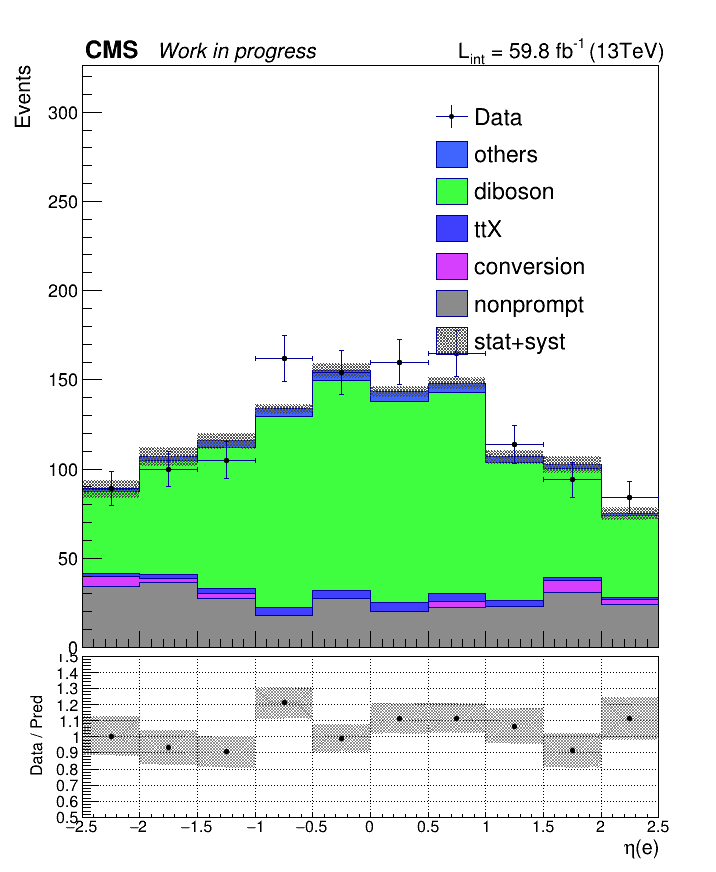 CMS Work in progress L_int = 59.8 fb⁻¹ (13TeV)
Events
300
250
200
150
100
50
0
Data
others
diboson
ttX
conversion
nonprompt
stat+syst
Data / Pred
1.5
1.4
1.3
1.2
1.1
1
0.9
0.8
0.7
0.6
0.5
−2.5 −2 −1.5 −1 −0.5 0 0.5 1 1.5 2 2.5
η(e)